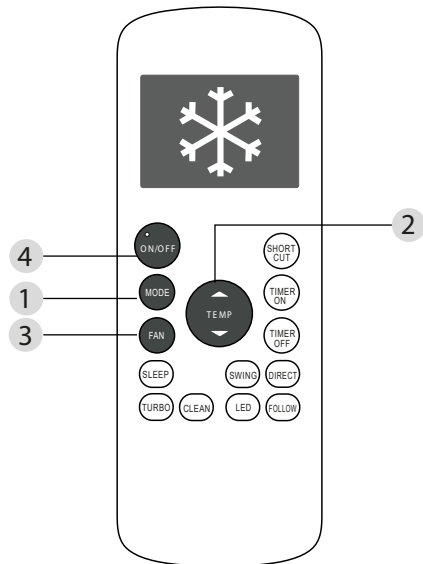 2
ON/OFF
SHORT
CUT
4
MODE
1
TEMP
TIMER
ON
3
FAN
TIMER
OFF
SLEEP
SWING
DIRECT
TURBO
CLEAN
LED
FOLLOW